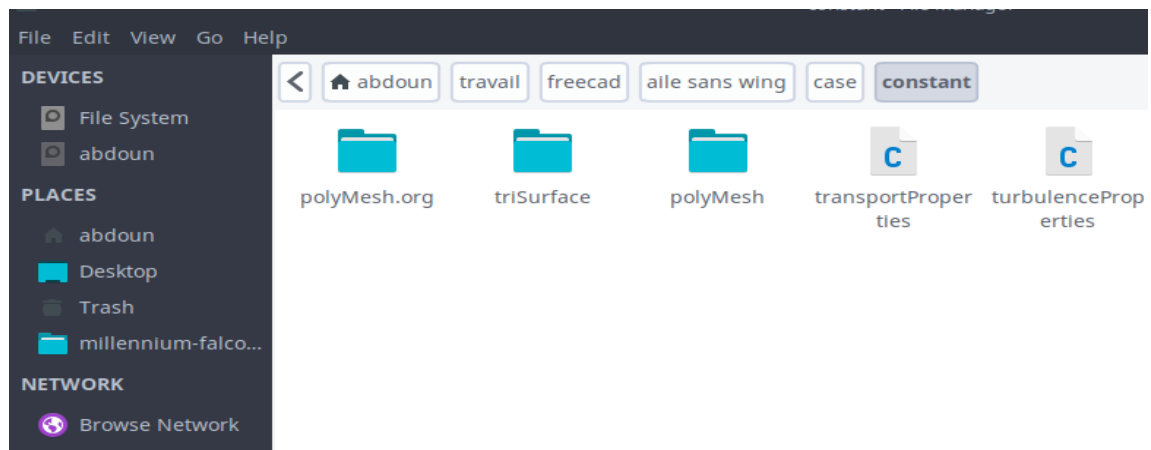 File Edit View Go Help
DEVICES
File System
abdoun
PLACES
abdoun
Desktop
Trash
millennium-falco...
NETWORK
Browse Network
abdoun travail freecad aile sans wing case constant
polyMesh.org triSurface polyMesh transportProper turbulenceProp
ties erties